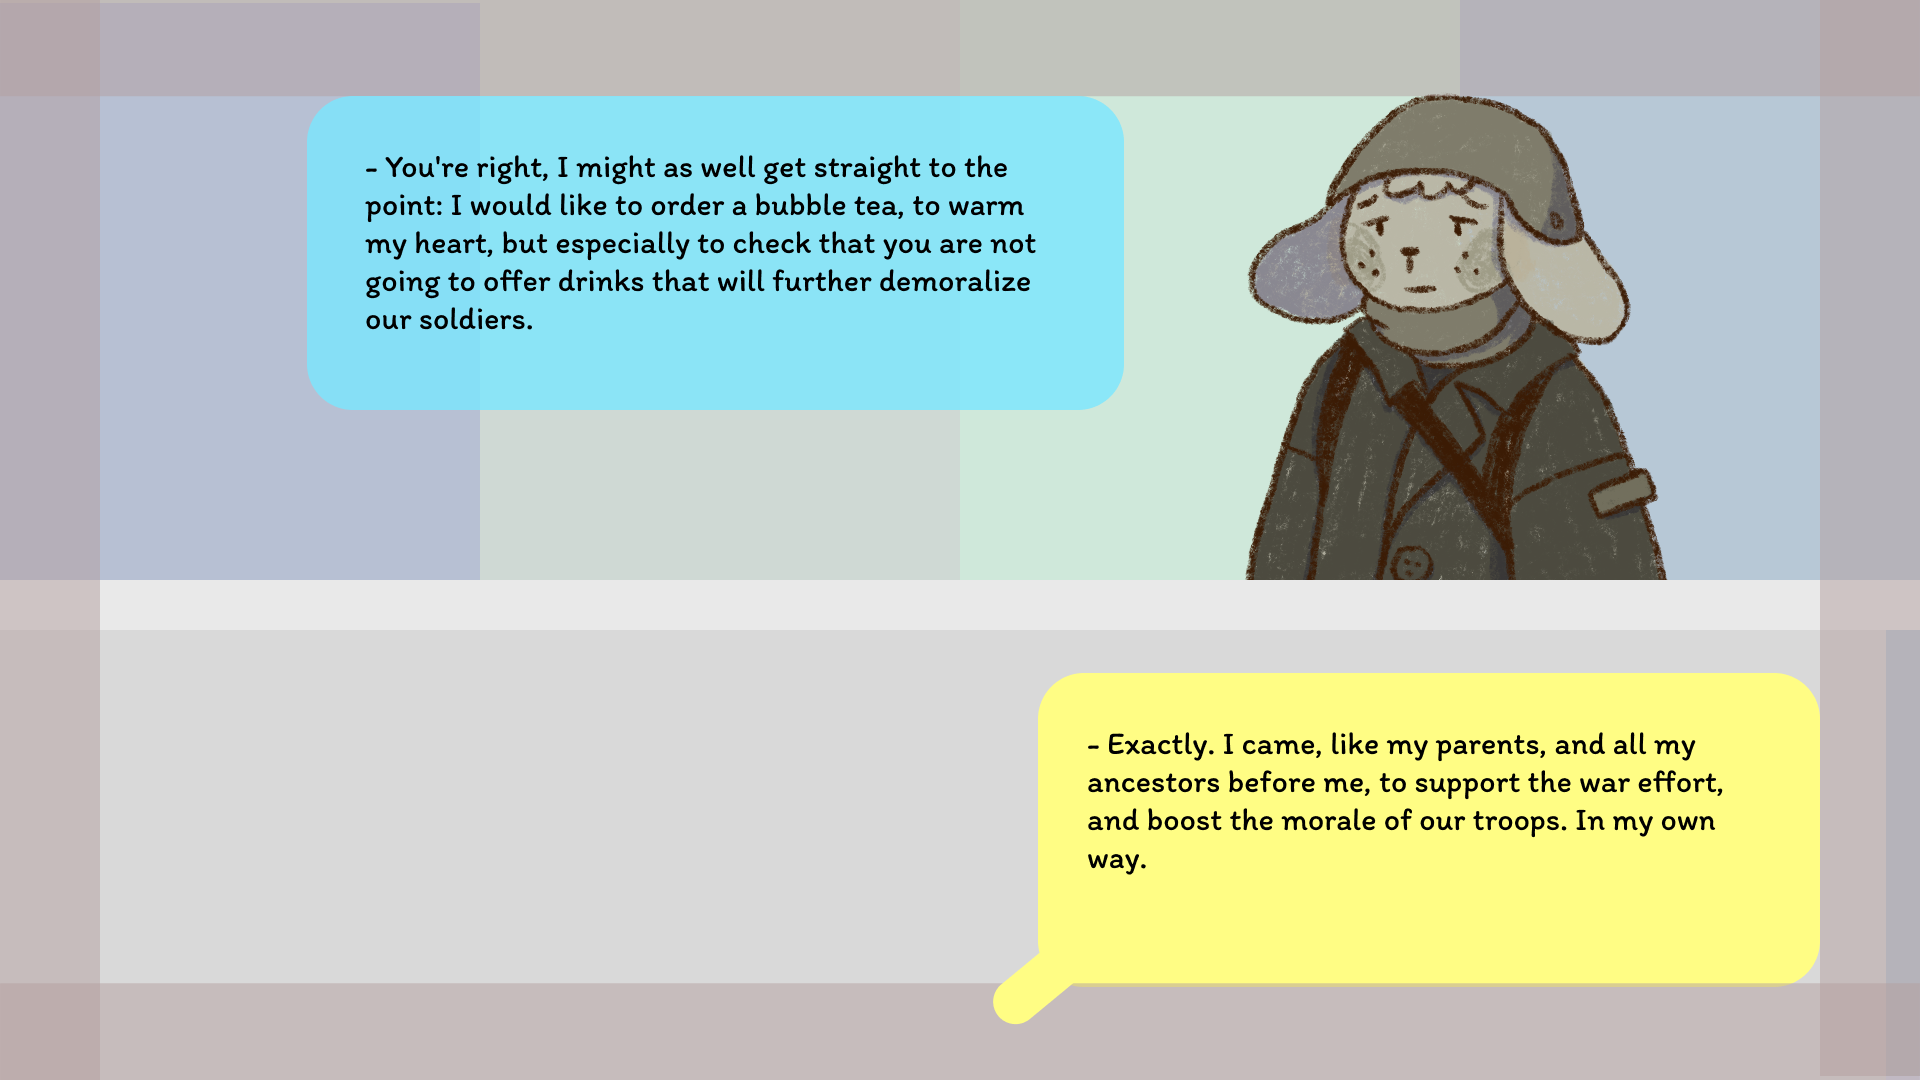 - You're right, I might as well get straight to the
point: I would like to order a bubble tea, to warm
my heart, but especially to check that you are not
going to offer drinks that will further demoralize
our soldiers.
- Exactly. I came, like my parents, and all my
ancestors before me, to support the war effort,
and boost the morale of our troops. In my own
way.